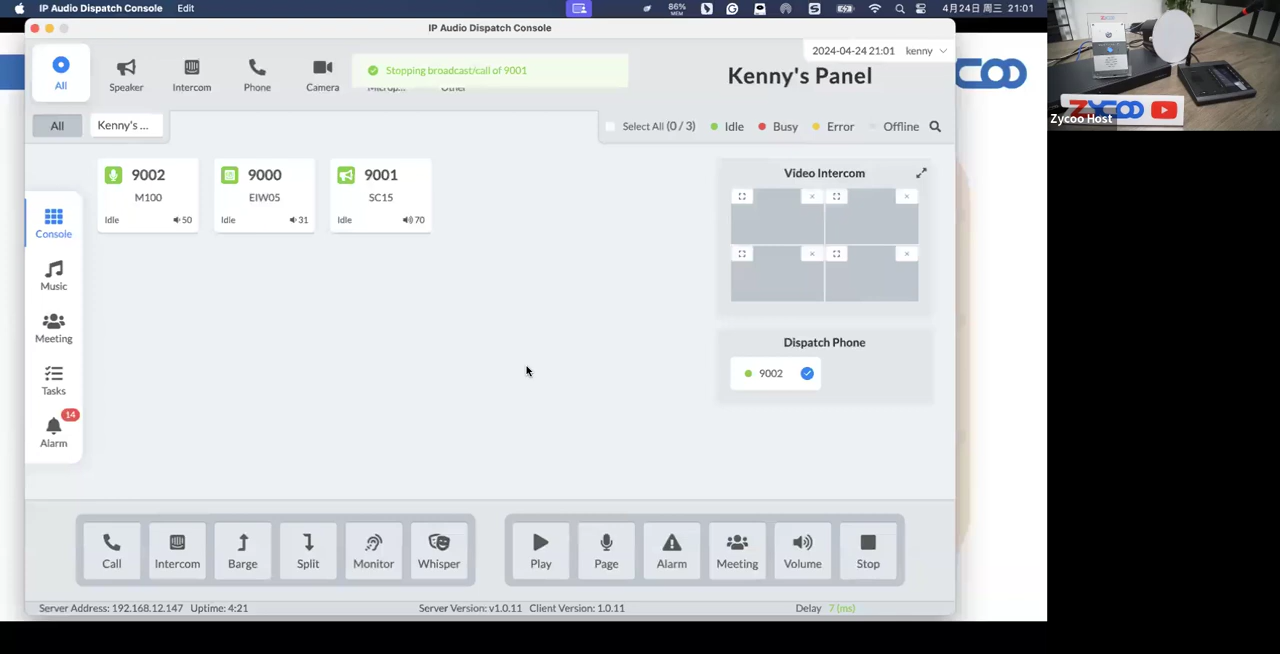 IP Audio Dispatch Console Edit
86%
MEM
4月24日 周三 21:01
IP Audio Dispatch Console
2024-04-24 21:01 kenny
All
Speaker
Intercom
Phone
Camera
Other
Stopping broadcast/call of 9001
Kenny's Panel
ZYCOO
Zycoo Host
All
Kenny's ...
Select All (0 / 3)
Idle
Busy
Error
Offline
9002
M100
Idle
50
9000
EIW05
Idle
31
9001
SC15
Idle
70
Video Intercom
Dispatch Phone
9002
Console
Music
Meeting
Tasks
14
Alarm
Call
Intercom
Barge
Split
Monitor
Whisper
Play
Page
Alarm
Meeting
Volume
Stop
Server Address: 192.168.12.147 Uptime: 4:21
Server Version: v1.0.11 Client Version: 1.0.11
Delay 7 (ms)